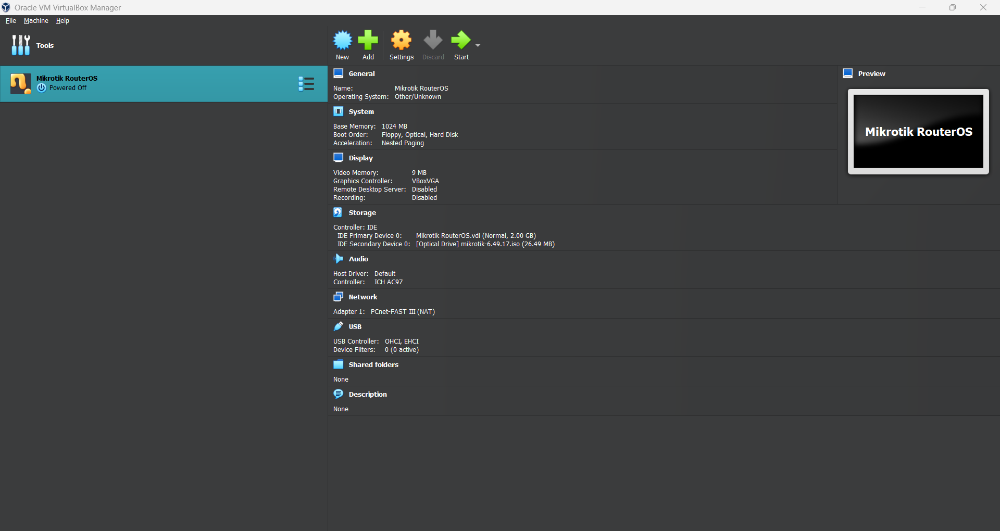 Oracle VM VirtualBox Manager
File Machine Help
Tools
New Add Settings Discard Start
Mikrotik RouterOS
Powered Off
General
Name: Mikrotik RouterOS
Operating System: Other/Unknown
System
Base Memory: 1024 MB
Boot Order: Floppy, Optical, Hard Disk
Acceleration: Nested Paging
Display
Video Memory: 9 MB
Graphics Controller: VBoxVGA
Remote Desktop Server: Disabled
Recording: Disabled
Preview
Mikrotik RouterOS
Storage
Controller: IDE
IDE Primary Device 0: Mikrotik RouterOS.vdi (Normal, 2.00 GB)
IDE Secondary Device 0: [Optical Drive] mikrotik-6.49.17.iso (26.49 MB)
Audio
Host Driver: Default
Controller: ICH AC97
Network
Adapter 1: PCnet-FAST III (NAT)
USB
USB Controller: OHCI, EHCI
Device Filters: 0 (0 active)
Shared folders
None
Description
None